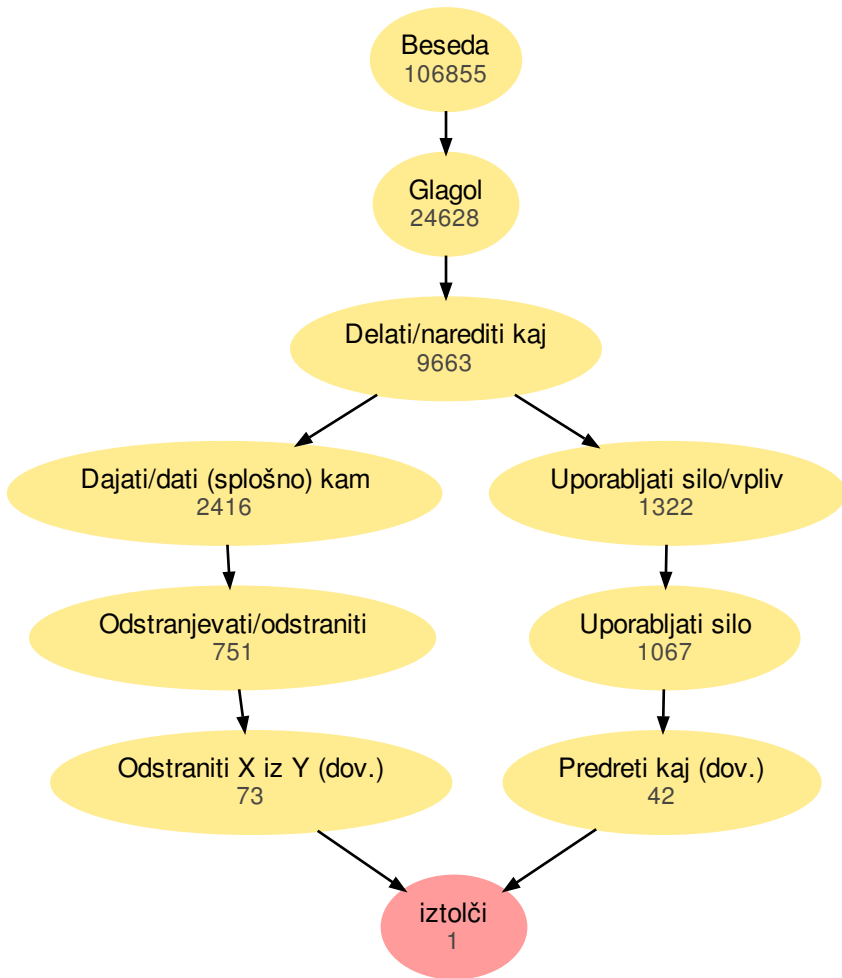 Beseda
106855
Glagol
24628
Delati/narediti kaj
9663
Dajati/dati (splošno) kam
2416
Uporabljati silo/vpliv
1322
Odstranjevati/odstraniti
751
Uporabljati silo
1067
Odstraniti X iz Y (dov.)
73
Predreti kaj (dov.)
42
iztolči
1